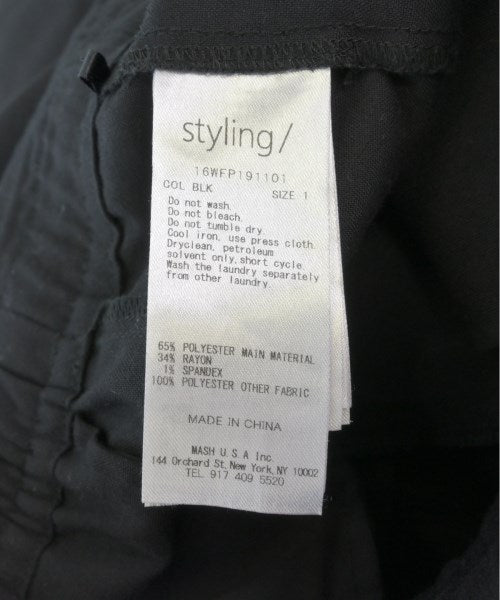 styling/
16WFP191101
COL BLK SIZE 1
Do not wash.
Do not bleach.
Do not tumble dry.
Cool iron, use press cloth.
Dryclean, petroleum
solvent only, short cycle.
Wash the laundry separately
from other laundry.
65% POLYESTER MAIN MATERIAL
34% RAYON
1% SPANDEX
100% POLYESTER OTHER FABRIC
MADE IN CHINA
MASH U.S.A Inc.
144 Orchard St, New York, NY 10002
TEL 917 409 5520